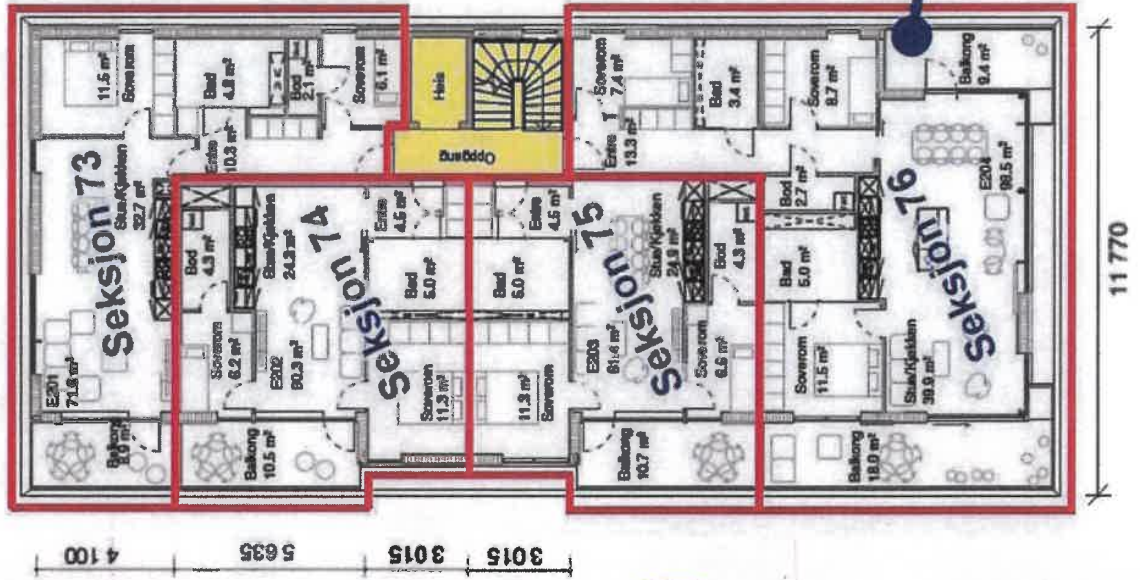 11.5 m²
Soverom
Bad
4.8 m²
Bod
2.1 m²
Soverom
6.1 m²
Heis
Oppgang
Entre
10.3 m²
Stue/Kjøkken
32.7 m²
Seksjon 73
E201
Balkong
8.9 m²
Bod
4.3 m²
Stue/Kjøkken
24.3 m²
Entre
4.5 m²
Seksjon 74
Soverom
6.2 m²
E202
60.3 m²
Bad
5.0 m²
Soverom
11.3 m²
Balkong
10.5 m²
Soverom
7.4 m²
Entre
13.3 m²
Bad
3.4 m²
Soverom
8.7 m²
Balkong
9.4 m²
Entre
4.5 m²
Bad
5.0 m²
Seksjon 75
Stue/Kjøkken
24.9 m²
Bod
4.3 m²
E203
61.4 m²
Soverom
6.6 m²
11.3 m²
Soverom
Balkong
10.7 m²
Bod
2.7 m²
Bad
5.0 m²
Seksjon 76
E204
Soverom
11.5 m²
Stue/Kjøkken
39.9 m²
Balkong
18.0 m²
11 770
4 100
5 635
3 015
3 015